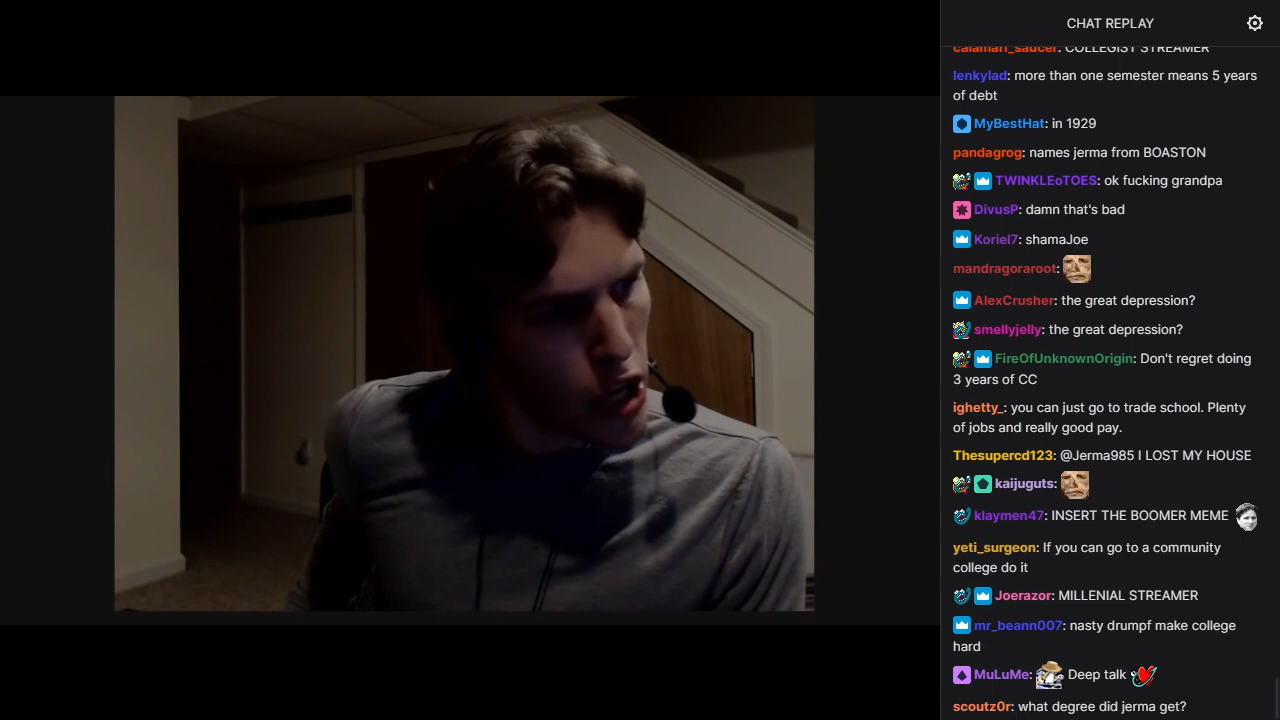 CHAT REPLAY
calamari_saucer: COLLEGIST STREAMER
lenkylad: more than one semester means 5 years
of debt
MyBestHat: in 1929
pandagrog: names jerma from BOASTON
TWINKLEoTOES: ok fucking grandpa
DivusP: damn that's bad
Koriel7: shamaJoe
mandragoraroot:
AlexCrusher: the great depression?
smellyjelly: the great depression?
FireOfUnknownOrigin: Don't regret doing
3 years of CC
ighetty_: you can just go to trade school. Plenty
of jobs and really good pay.
Thesupercd123: @Jerma985 I LOST MY HOUSE
kaijuguts:
klaymen47: INSERT THE BOOMER MEME
yeti_surgeon: If you can go to a community
college do it
Joerazor: MILLENIAL STREAMER
mr_beann007: nasty drumpf make college
hard
MuLuMe: Deep talk
scoutz0r: what degree did jerma get?